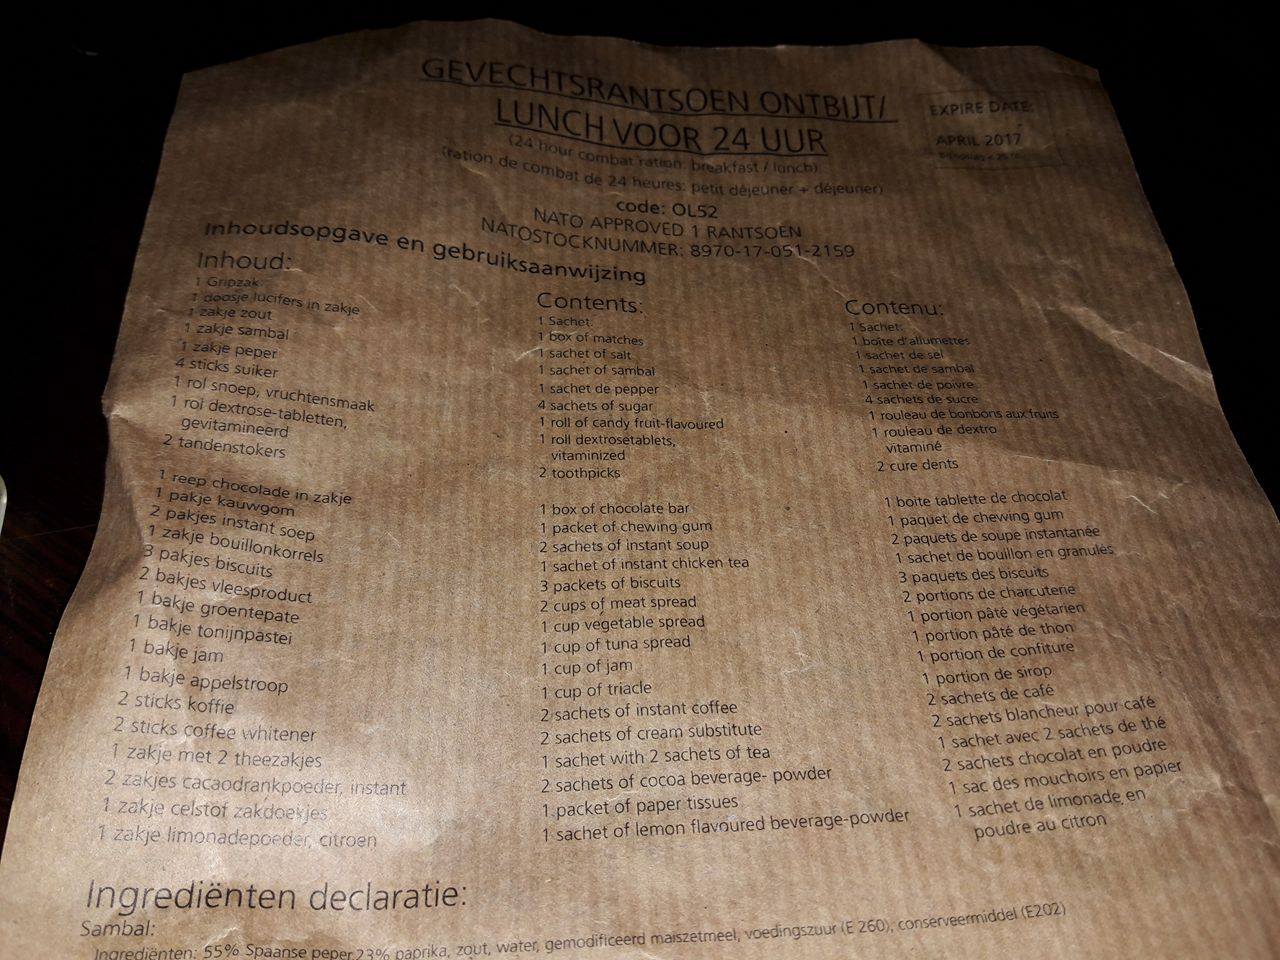 GEVECHTSRANTSOEN ONTBIJT/
LUNCH VOOR 24 UUR
(24 hour combat ration: breakfast / lunch)
(ration de combat de 24 heures: petit déjeuner + déjeuner)
EXPIRE DATE:
APRIL 2017
code: OL52
NATO APPROVED 1 RANTSOEN
NATOSTOCKNUMMER: 8970-17-051-2159
Inhoudsopgave en gebruiksaanwijzing
Inhoud:
1 Gripzak:
1 doosje lucifers in zakje
1 zakje zout
1 zakje sambal
1 zakje peper
4 sticks suiker
1 rol snoep, vruchtensmaak
1 rol dextrose-tabletten,
gevitamineerd
2 tandenstokers
1 reep chocolade in zakje
1 pakje kauwgom
2 pakjes instant soep
1 zakje bouillonkorrels
3 pakjes biscuits
2 bakjes vleesproduct
1 bakje groentepate
1 bakje tonijnpastei
1 bakje jam
1 bakje appelstroop
2 sticks koffie
2 sticks coffee whitener
1 zakje met 2 theezakjes
2 zakjes cacaodrankpoeder, instant
1 zakje celstof zakdoekjes
1 zakje limonadepoeder, citroen
Contents:
1 Sachet:
1 box of matches
1 sachet of salt
1 sachet of sambal
1 sachet de pepper
4 sachets of sugar
1 roll of candy fruit-flavoured
1 roll dextrosetablets,
vitaminized
2 toothpicks
1 box of chocolate bar
1 packet of chewing gum
2 sachets of instant soup
1 sachet of instant chicken tea
3 packets of biscuits
2 cups of meat spread
1 cup vegetable spread
1 cup of tuna spread
1 cup of jam
1 cup of triacle
2 sachets of instant coffee
2 sachets of cream substitute
1 sachet with 2 sachets of tea
2 sachets of cocoa beverage- powder
1 packet of paper tissues
1 sachet of lemon flavoured beverage-powder
Contenu:
1 Sachet:
1 boîte d'allumettes
1 sachet de sel
1 sachet de sambal
1 sachet de poivre
4 sachets de sucre
1 rouleau de bonbons aux fruits
1 rouleau de dextro
vitaminé
2 cure dents
1 boite tablette de chocolat
1 paquet de chewing gum
2 paquets de soupe instantanée
1 sachet de bouillon en granulés
3 paquets des biscuits
2 portions de charcuterie
1 portion pâté végétarien
1 portion pâté de thon
1 portion de confiture
1 portion de sirop
2 sachets de café
2 sachets blancheur pour café
1 sachet avec 2 sachets de thé
2 sachets chocolat en poudre
1 sac des mouchoirs en papier
1 sachet de limonade en
poudre au citron
Ingrediënten declaratie:
Sambal:
Ingrediënten: 55% Spaanse peper,23% paprika, zout, water, gemodificeerd maiszetmeel, voedingszuur (E 260), conserveermiddel (E202)